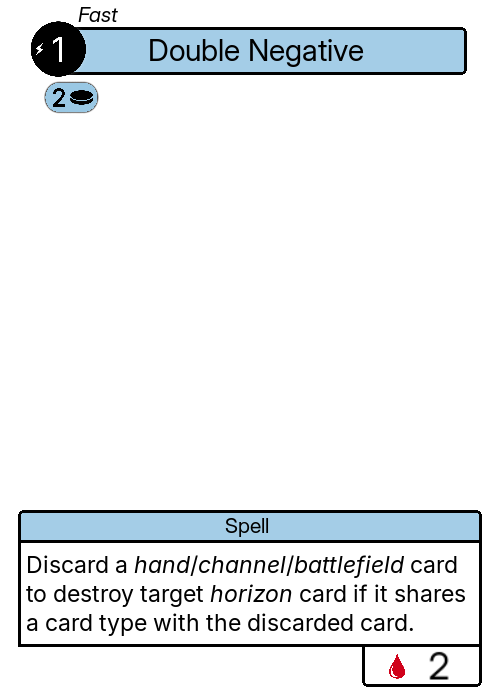 Fast
1
Double Negative
2
Spell
Discard a hand/channel/battlefield card
to destroy target horizon card if it shares
a card type with the discarded card.
2